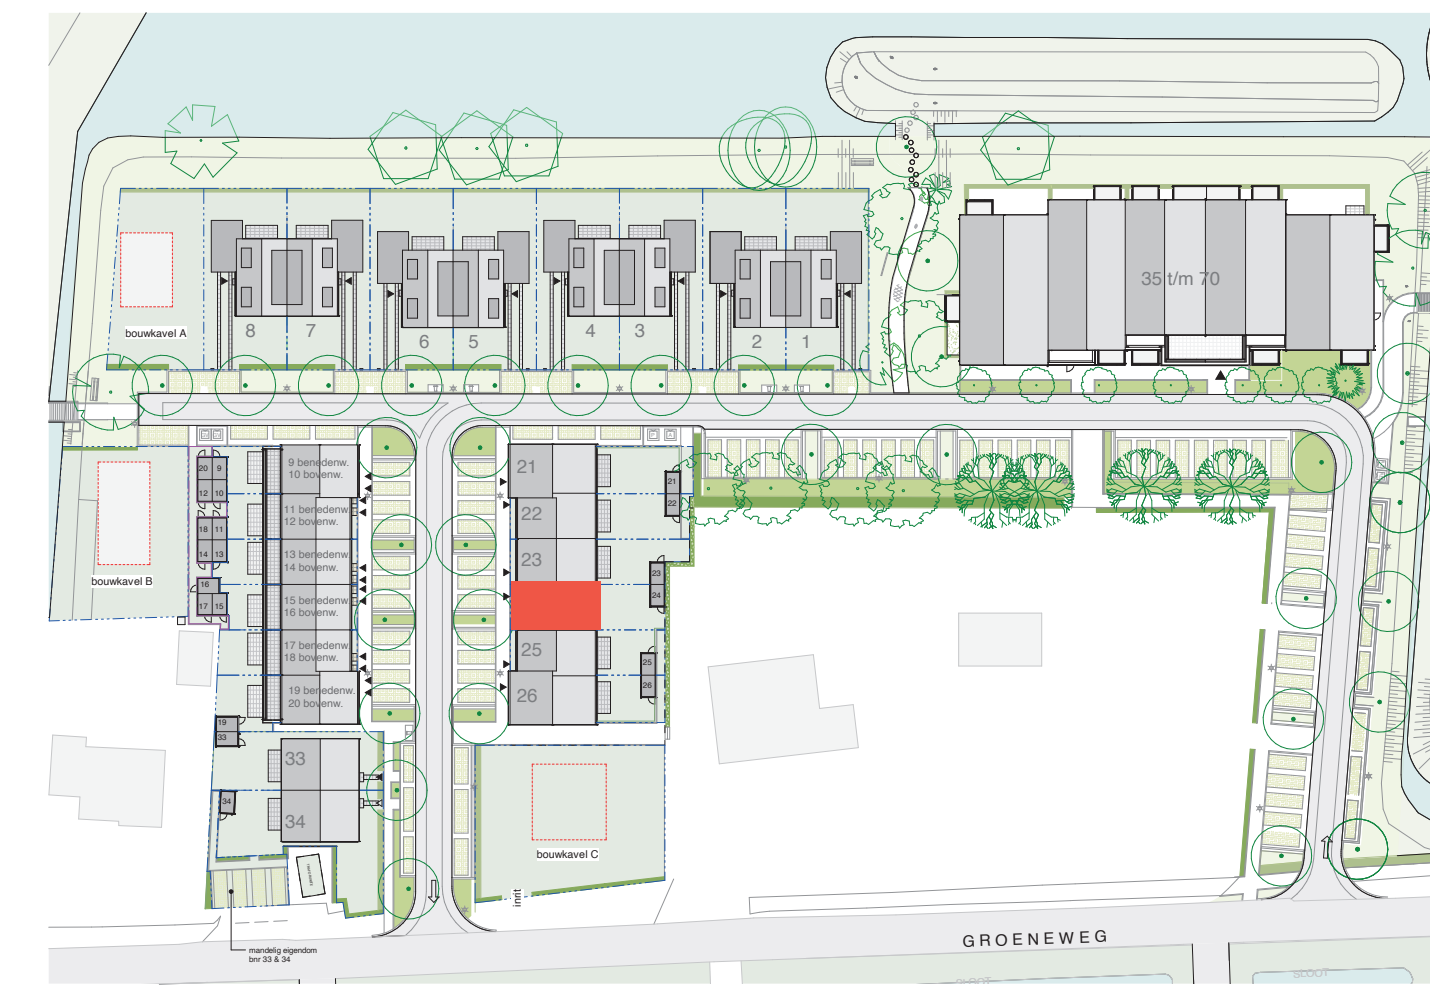 35 t/m 70
bouwkavel A
8
7
6
5
4
3
2
1
20
9
12
10
18
11
14
13
16
17
15
9 benedenw.
10 bovenw.
11 benedenw.
12 bovenw.
13 benedenw.
14 bovenw.
15 benedenw.
16 bovenw.
17 benedenw.
18 bovenw.
19 benedenw.
20 bovenw.
21
22
23
25
26
21
22
23
24
25
26
bouwkavel B
19
33
34
33
34
bouwkavel C
inrit
mandelig eigendom
bnr 33 & 34
GROENEWEG
SLOOT
SLOOT